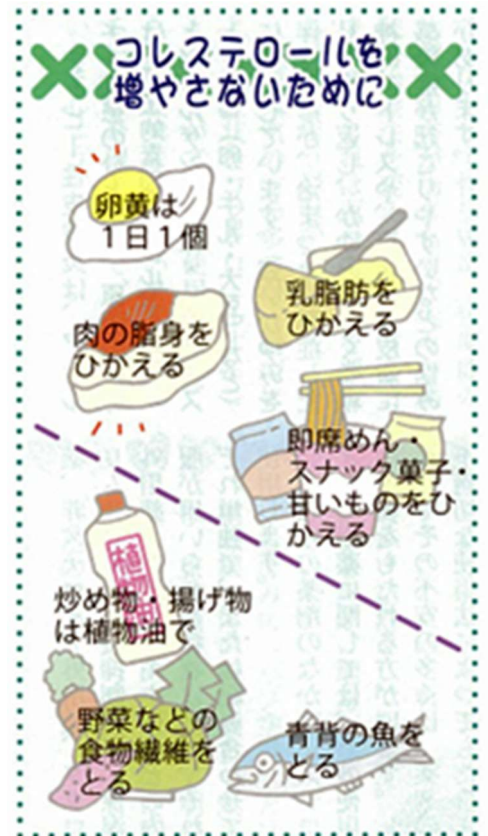 コレステロールを
増やさないために
卵黄は
1日1個
乳脂肪を
ひかえる
肉の脂身を
ひかえる
即席めん・
スナック菓子・
甘いものをひ
かえる
植物油
炒め物・揚げ物
は植物油で
野菜などの
食物繊維を
とる
青背の魚を
とる